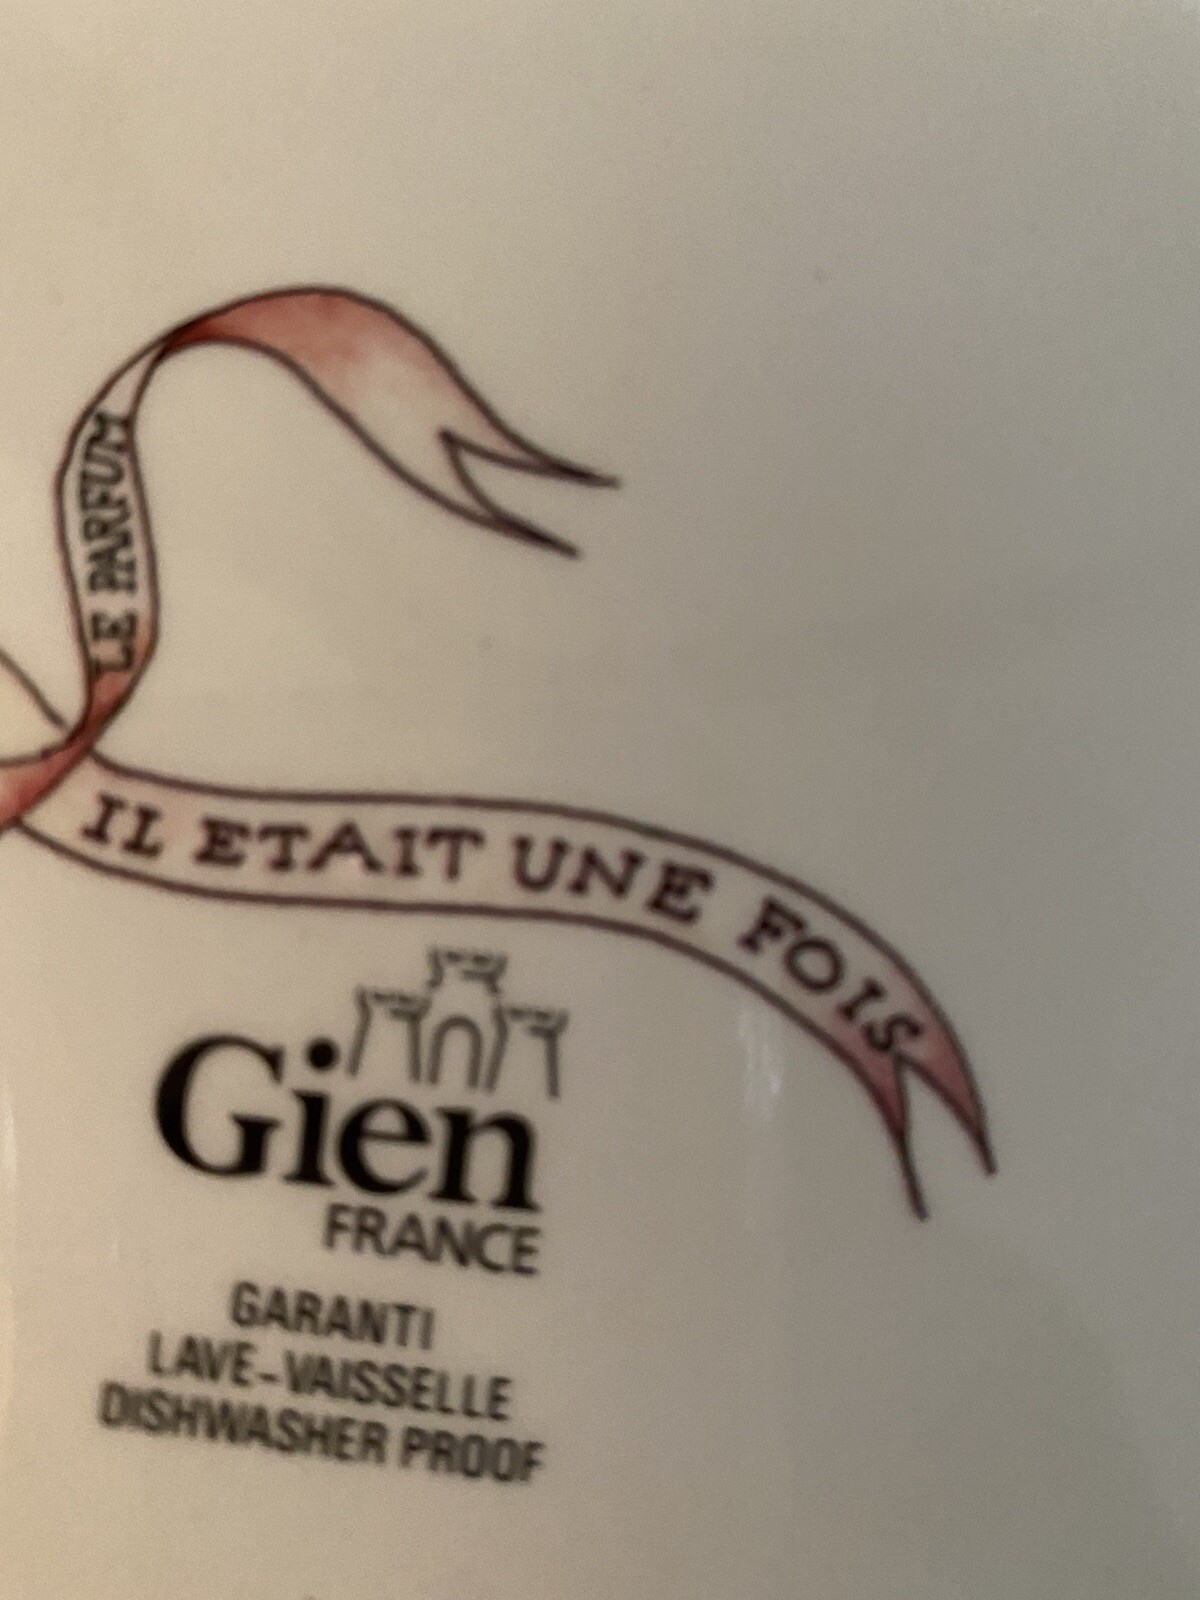 LE PARFUM
IL ETAIT UNE FOIS
Gien
FRANCE
GARANTI
LAVE-VAISSELLE
DISHWASHER PROOF